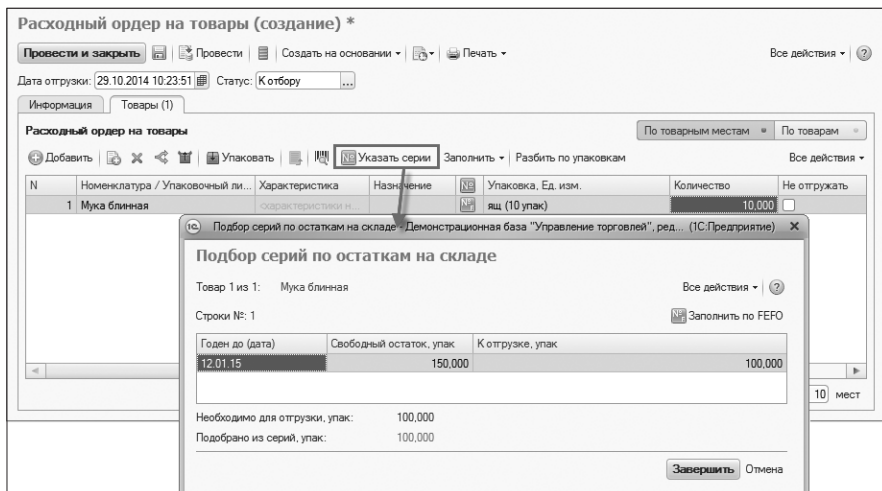 Расходный ордер на товары (создание) *
Провести и закрыть Провести Создать на основании Печать Все действия ?
Дата отгрузки: 29.10.2014 10:23:51 Статус: К отбору ...
Информация Товары (1)
Расходный ордер на товары По товарным местам По товарам
Добавить Упаковать Указать серии Заполнить Разбить по упаковкам Все действия
N Номенклатура / Упаковочный ли... Характеристика Назначение № Упаковка, Ед. изм. Количество Не отгружать
1 Мука блинная <характеристики н... ящ (10 упак) 10,000
Подбор серий по остаткам на складе - Демонстрационная база "Управление торговлей", ред... (1С:Предприятие)
Подбор серий по остаткам на складе
Товар 1 из 1: Мука блинная Все действия ?
Строки №: 1 Заполнить по FEFO
Годен до (дата) Свободный остаток, упак К отгрузке, упак
12.01.15 150,000 100,000
10 мест
Необходимо для отгрузки, упак: 100,000
Подобрано из серий, упак: 100,000
Завершить Отмена